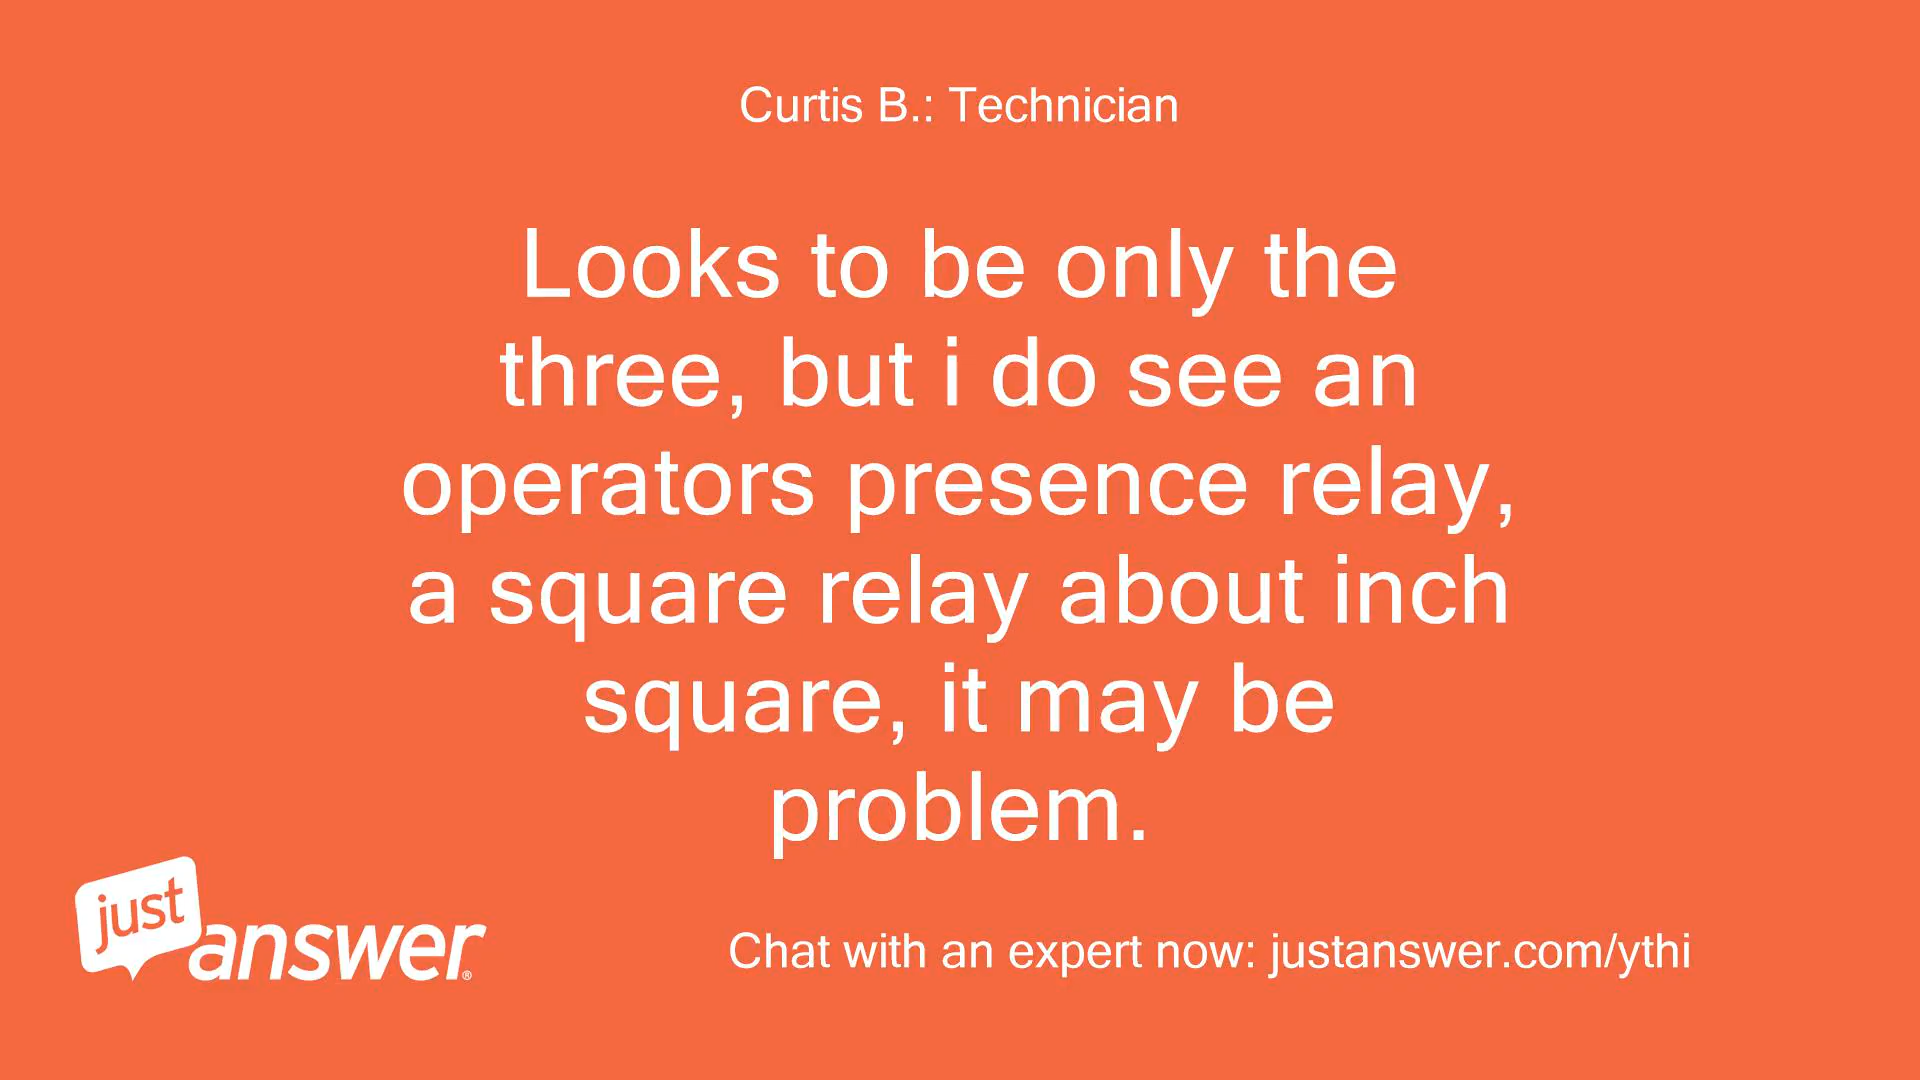 Curtis B.: Technician
Looks to be only the
three, but i do see an
operators presence relay,
a square relay about inch
square, it may be
problem.
just
answer®
Chat with an expert now: justanswer.com/ythi